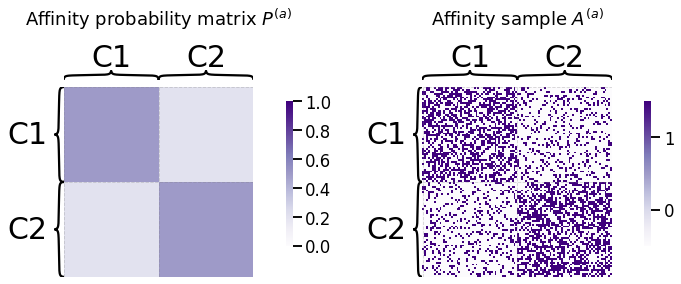 Affinity probability matrix P^(a)
C1 C2
C1
C2
1.0
0.8
0.6
0.4
0.2
0.0
Affinity sample A^(a)
C1 C2
C1
C2
1
0